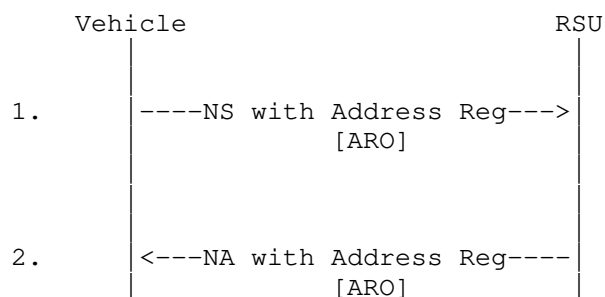 Vehicle RSU
1. ----NS with Address Reg--->
[ARO]
2. <---NA with Address Reg----
[ARO]